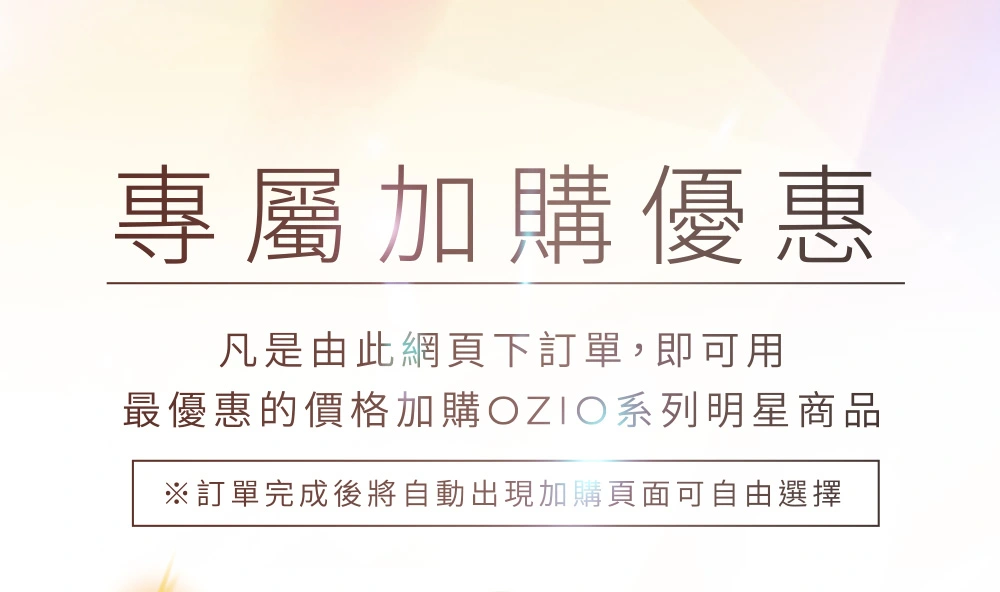 專屬加購優惠
凡是由此網頁下訂單，即可用
最優惠的價格加購OZIO系列明星商品
※訂單完成後將自動出現加購頁面可自由選擇